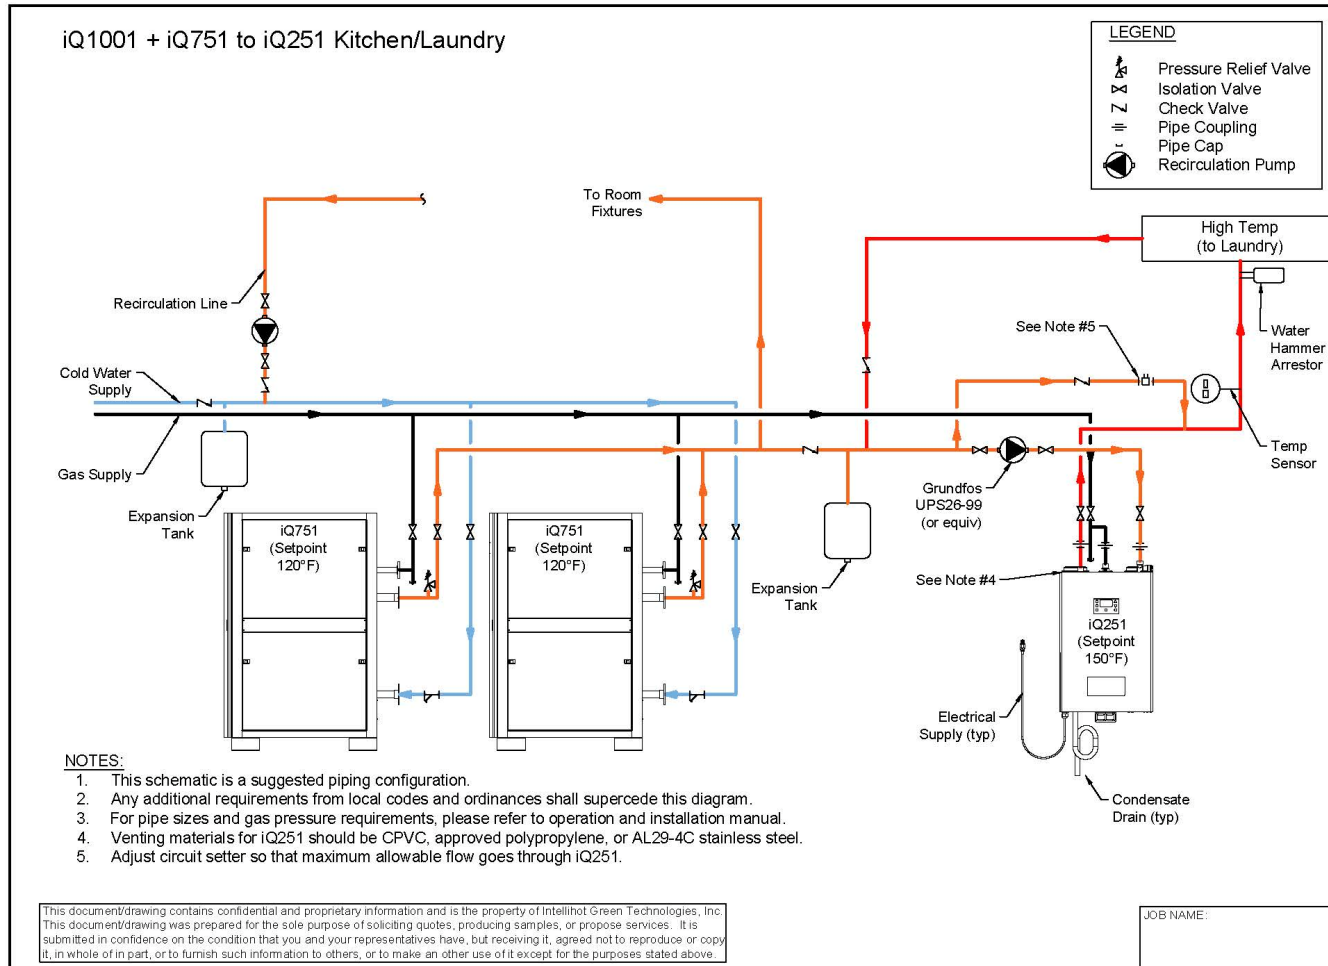 iQ1001 + iQ751 to iQ251 Kitchen/Laundry
LEGEND
Pressure Relief Valve
Isolation Valve
Check Valve
Pipe Coupling
Pipe Cap
Recirculation Pump
To Room
Fixtures
High Temp
(to Laundry)
Recirculation Line
See Note #5
Water
Hammer
Arrestor
Cold Water
Supply
Gas Supply
Temp
Sensor
Expansion
Tank
Grundfos
UPS26-99
(or equiv)
iQ751
(Setpoint
120°F)
iQ751
(Setpoint
120°F)
Expansion
Tank
See Note #4
iQ251
(Setpoint
150°F)
Electrical
Supply (typ)
Condensate
Drain (typ)
NOTES:
1. This schematic is a suggested piping configuration.
2. Any additional requirements from local codes and ordinances shall supercede this diagram.
3. For pipe sizes and gas pressure requirements, please refer to operation and installation manual.
4. Venting materials for iQ251 should be CPVC, approved polypropylene, or AL29-4C stainless steel.
5. Adjust circuit setter so that maximum allowable flow goes through iQ251.
This document/drawing contains confidential and proprietary information and is the property of Intellihot Green Technologies, Inc.
This document/drawing was prepared for the sole purpose of soliciting quotes, producing samples, or propose services. It is
submitted in confidence on the condition that you and your representatives have, but receiving it, agreed not to reproduce or copy
it, in whole of in part, or to furnish such information to others, or to make an other use of it except for the purposes stated above.
JOB NAME: